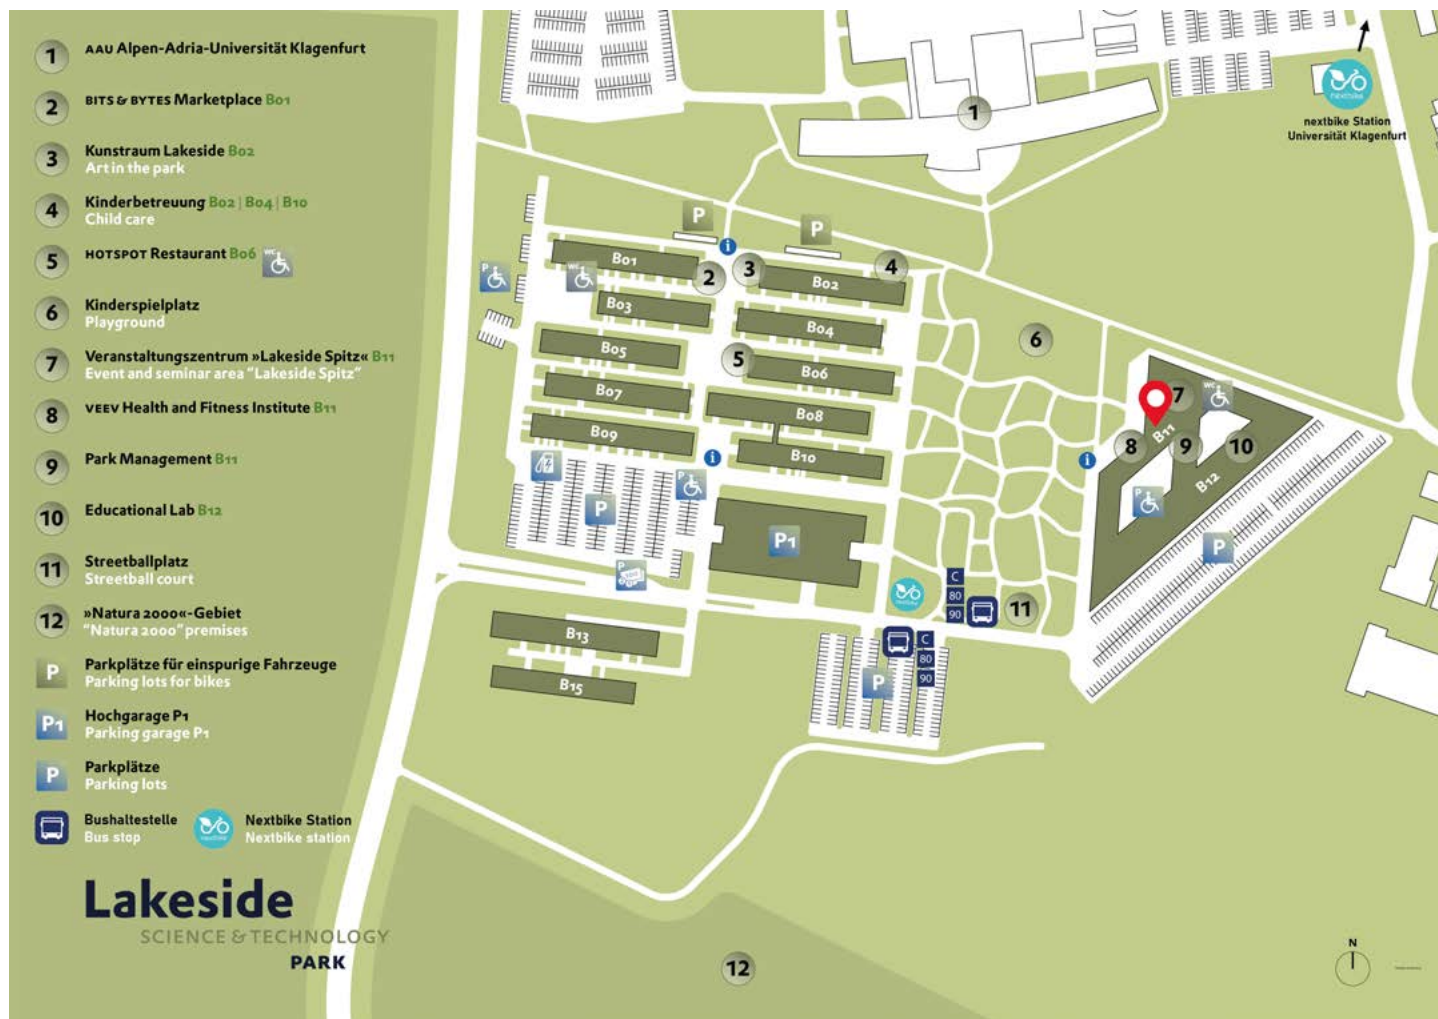 1 AAU Alpen-Adria-Universität Klagenfurt
2 BITS & BYTES Marketplace B01
3 Kunstraum Lakeside B02
Art in the park
4 Kinderbetreuung B02 | B04 | B10
Child care
5 HOTSPOT Restaurant B06 WC
6 Kinderspielplatz
Playground
7 Veranstaltungszentrum »Lakeside Spitz« B11
Event and seminar area "Lakeside Spitz"
8 VEEV Health and Fitness Institute B11
9 Park Management B11
10 Educational Lab B12
11 Streetballplatz
Streetball court
12 »Natura 2000«-Gebiet
"Natura 2000" premises
P Parkplätze für einspurige Fahrzeuge
Parking lots for bikes
P1 Hochgarage P1
Parking garage P1
P Parkplätze
Parking lots
Bushaltestelle
Bus stop
nextbike
Nextbike Station
Nextbike station
Lakeside
SCIENCE & TECHNOLOGY
PARK
1
nextbike
nextbike Station
Universität Klagenfurt
P
P
i
B01
2
3
B02
4
P
WC
B03
B04
6
B05
5
B06
B07
B08
B09
B10
i
7
WC
8
B11
9
10
B12
i
P
P
P
P1
P
P
P
nextbike
C
80
90
11
B13
B15
C
80
90
P
12
N